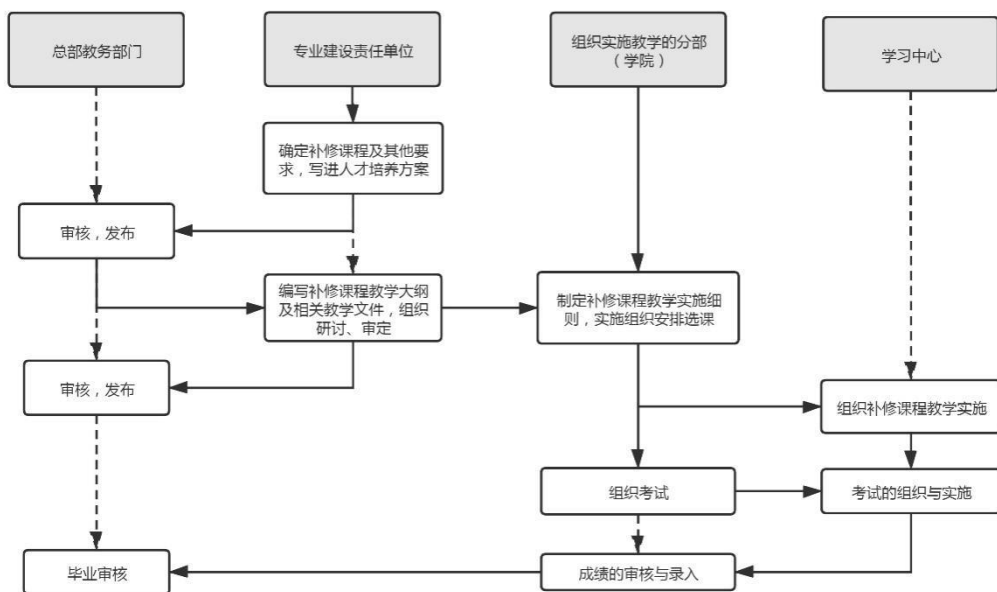 总部教务部门
专业建设责任单位
组织实施教学的分部
（学院）
学习中心
确定补修课程及其他要
求，写进人才培养方案
审核，发布
编写补修课程教学大纲
及相关教学文件，组织
研讨、审定
制定补修课程教学实施细
则，实施组织安排选课
审核，发布
组织补修课程教学实施
组织考试
考试的组织与实施
毕业审核
成绩的审核与录入